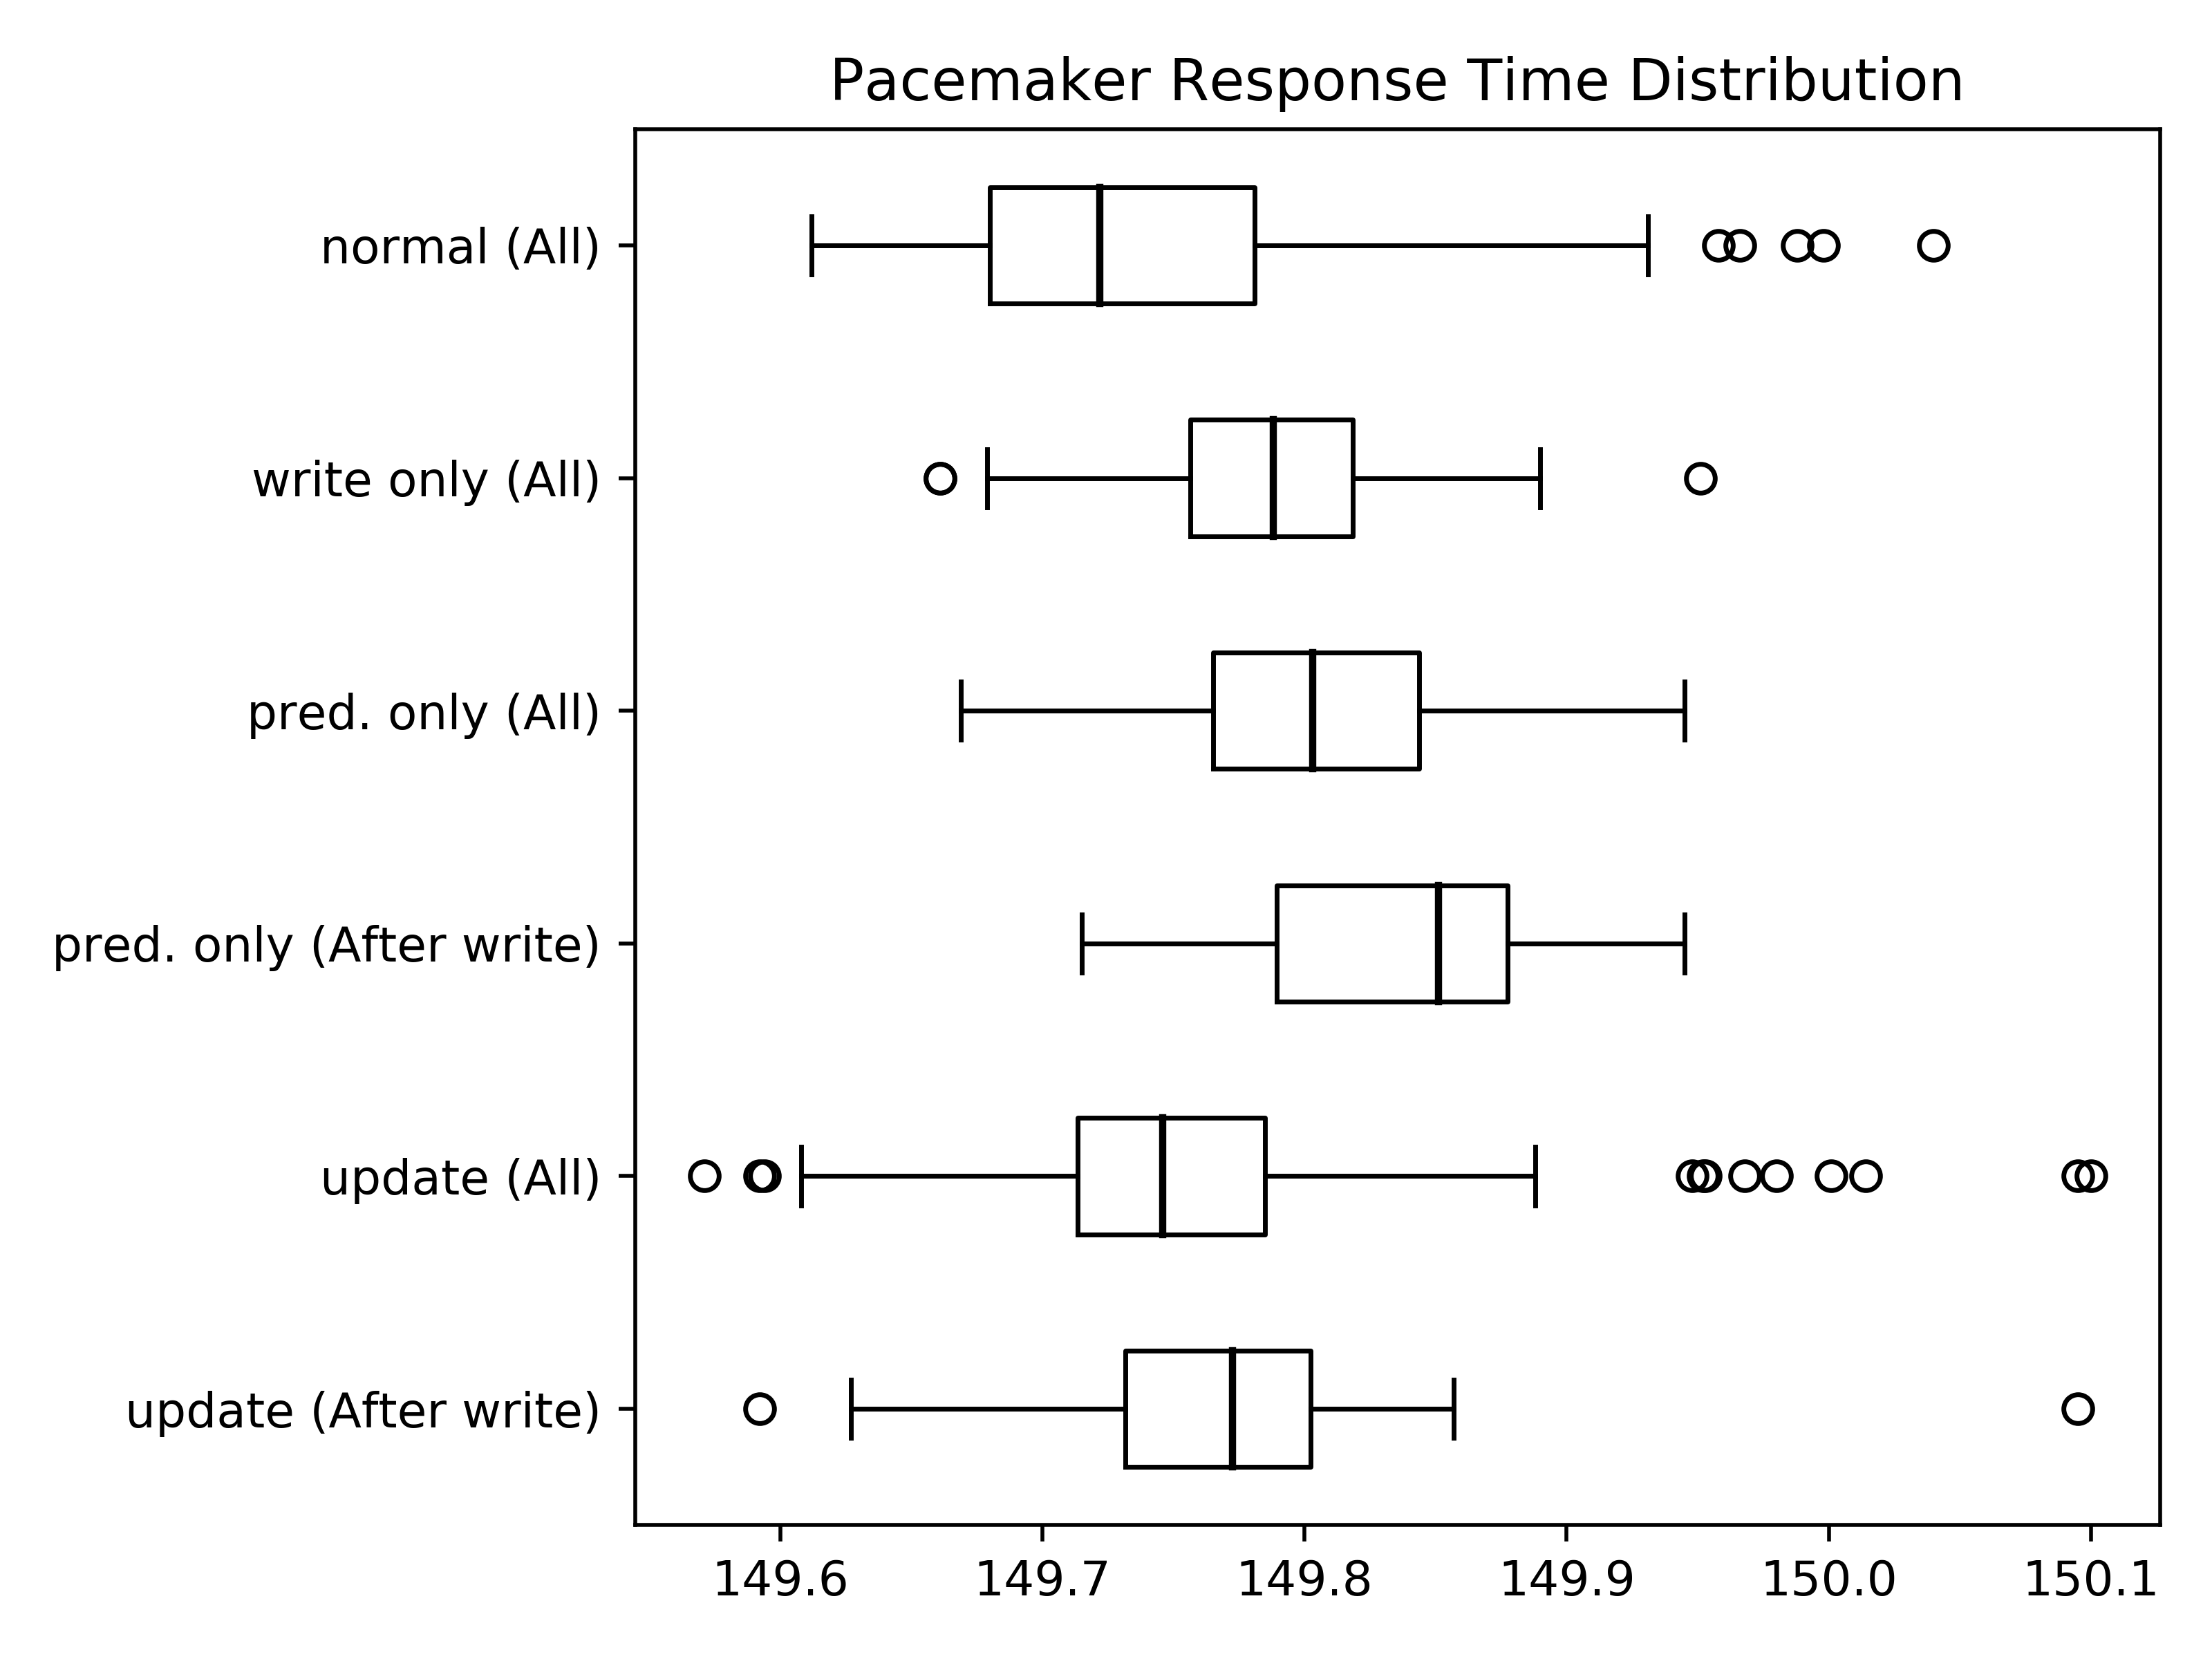 Pacemaker Response Time Distribution
normal (All)
write only (All)
pred. only (All)
pred. only (After write)
update (All)
update (After write)
149.6 149.7 149.8 149.9 150.0 150.1